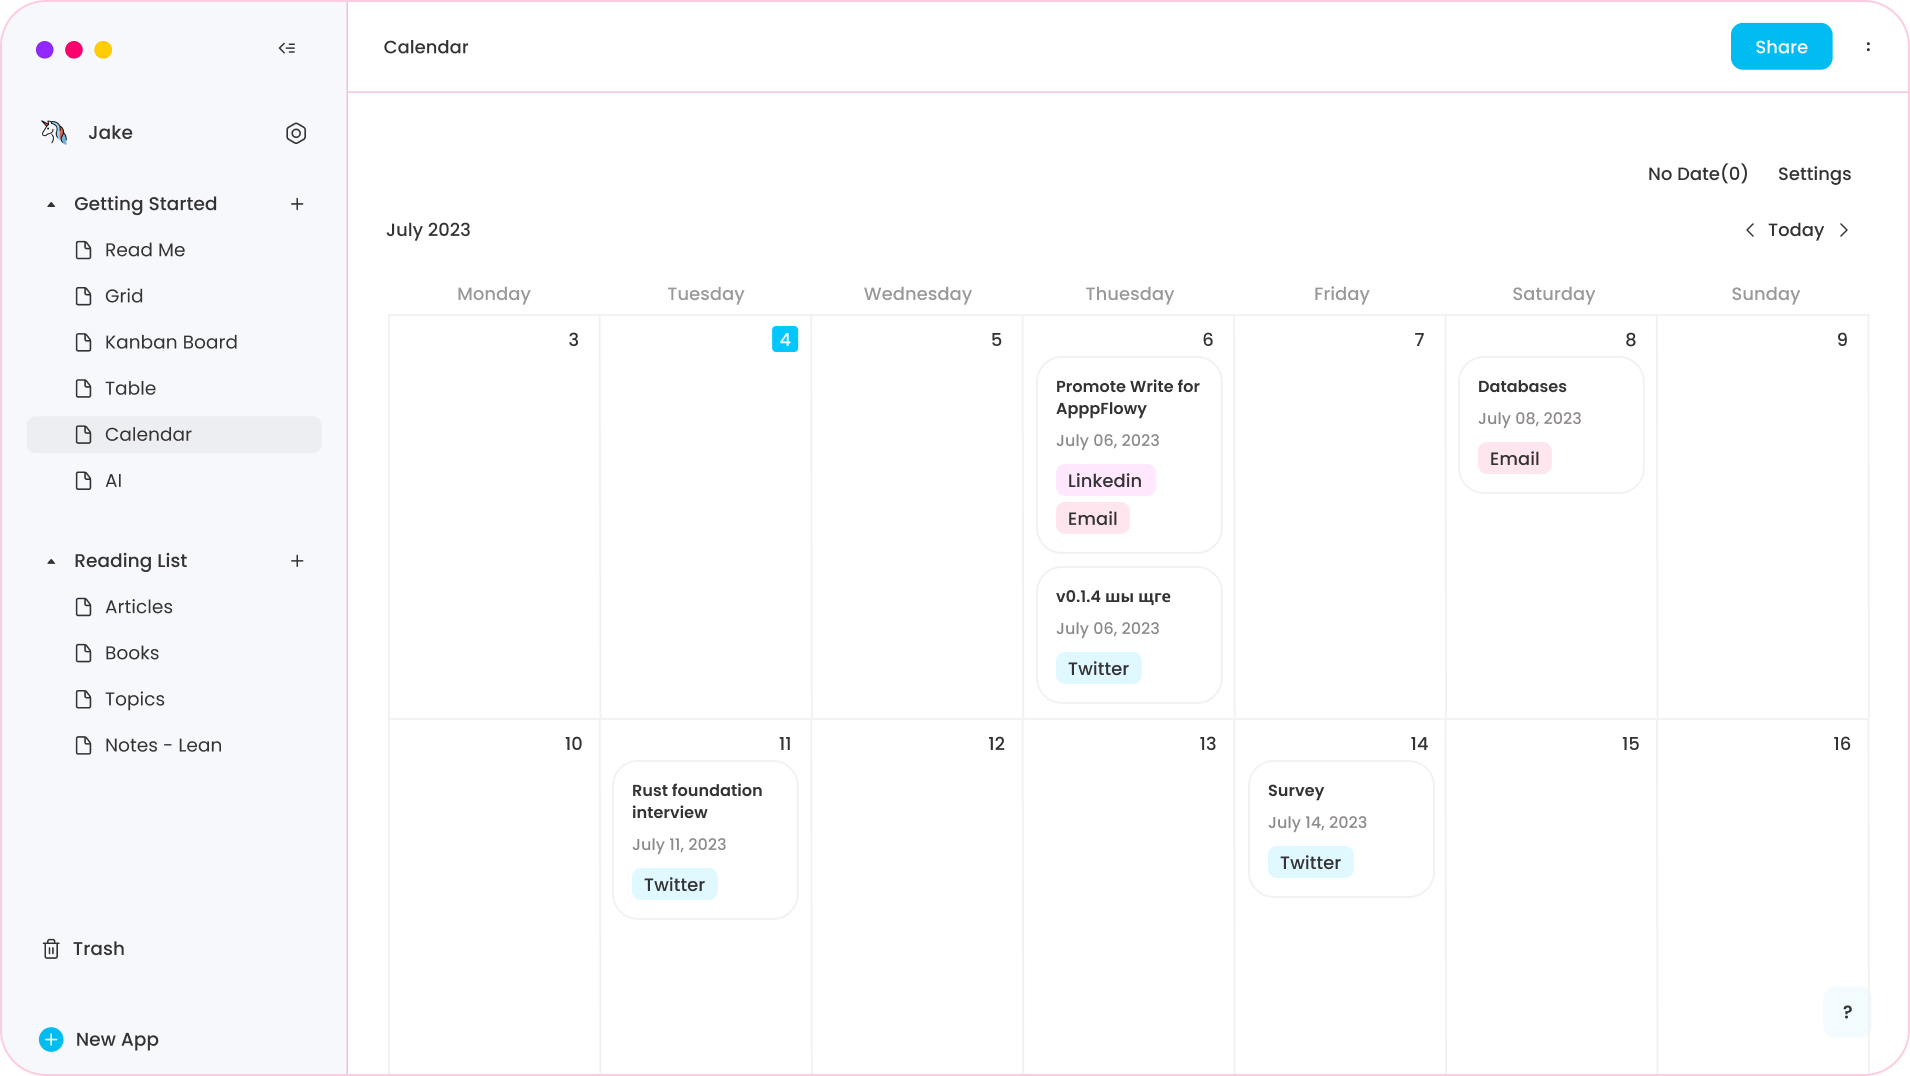 Jake
Getting Started
Read Me
Grid
Kanban Board
Table
Calendar
AI
Reading List
Articles
Books
Topics
Notes - Lean
Trash
New App
Calendar
Share
No Date(0) Settings
July 2023
Today
Monday Tuesday Wednesday Thuesday Friday Saturday Sunday
3 4 5 6 7 8 9
Promote Write for
ApppFlowy
July 06, 2023
Linkedin
Email
v0.1.4 шы щге
July 06, 2023
Twitter
Databases
July 08, 2023
Email
10 11 12 13 14 15 16
Rust foundation
interview
July 11, 2023
Twitter
Survey
July 14, 2023
Twitter
?